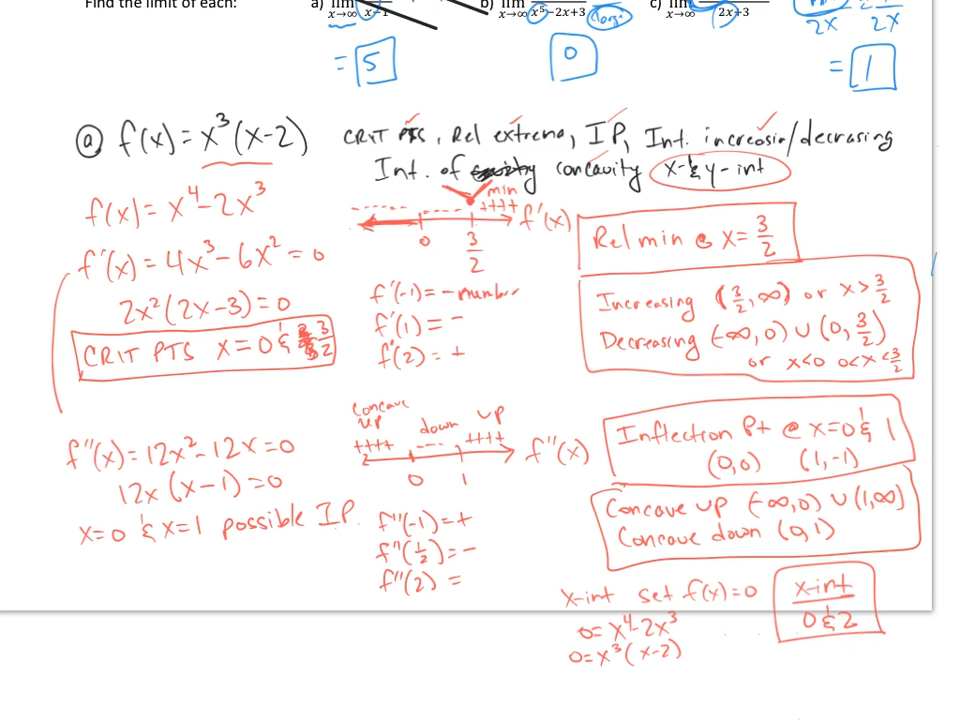 Find the limit of each:
a) lim x→∞ x−1
b) lim x→∞ x⁵−2x+3
c) lim x→∞ 2x+3
2x 2x
= 5
0
= 1
ⓐ f(x) = x³(x-2)
CRIT PTS, Rel extrema, IP, Int. increasin/decrasing
Int. of concavity x- & y-int
f(x) = x⁴-2x³
f'(x) = 4x³-6x² = 0
2x²(2x-3) = 0
CRIT PTS x = 0 & 3/2
min
---- ---- ++++ f'(x)
0 3/2
f'(-1) = - number
f'(1) = -
f'(2) = +
Rel min @ x = 3/2
Increasing (3/2, ∞) or x > 3/2
Decreasing (-∞, 0) ∪ (0, 3/2)
or x<0 0<x<3/2
f''(x) = 12x²-12x = 0
12x(x-1) = 0
x=0 & x=1 possible IP.
concave
up down up
++++ --- ++++ f''(x)
0 1
f''(-1) = +
f''(1/2) = -
f''(2) =
Inflection Pt @ x=0 & 1
(0,0) (1,-1)
Concave up (-∞,0) ∪ (1,∞)
Concave down (0,1)
x-int set f(x) = 0
0 = x⁴-2x³
0 = x³(x-2)
x-int
0 & 2